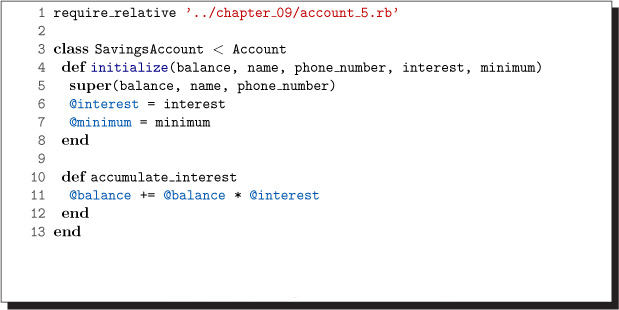 1 require_relative '../chapter_09/account_5.rb'
2
3 class SavingsAccount < Account
4 def initialize(balance, name, phone_number, interest, minimum)
5 super(balance, name, phone_number)
6 @interest = interest
7 @minimum = minimum
8 end
9
10 def accumulate_interest
11 @balance += @balance * @interest
12 end
13 end